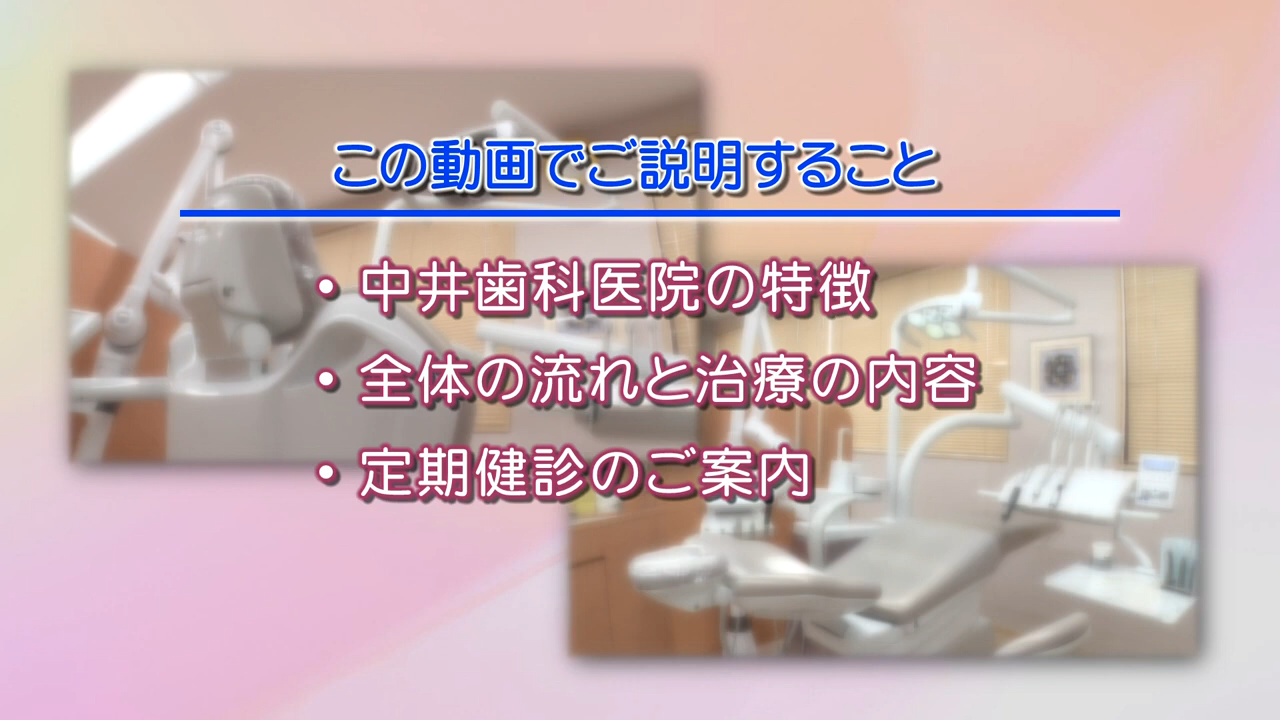 この動画でご説明すること
・中井歯科医院の特徴
・全体の流れと治療の内容
・定期健診のご案内